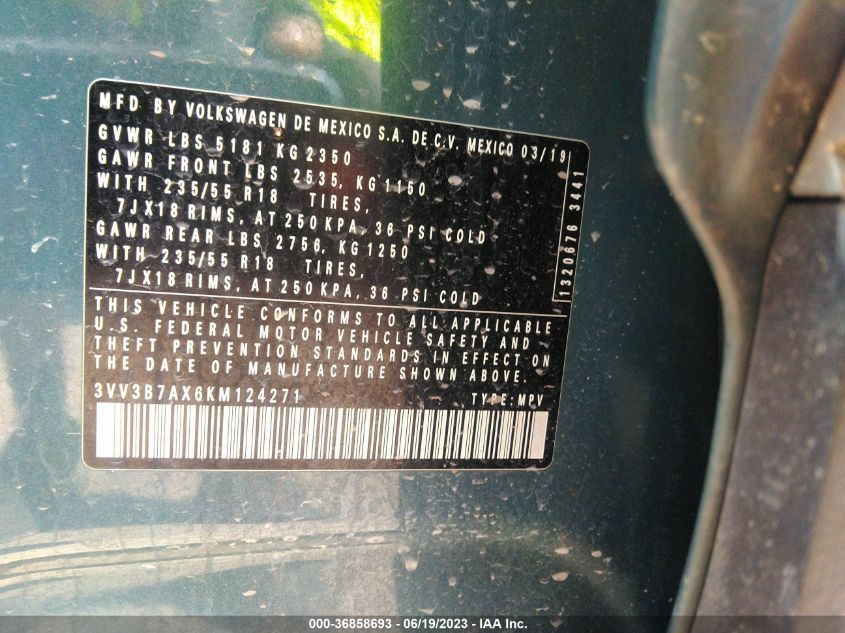 MFD BY VOLKSWAGEN DE MEXICO S.A. DE C.V. MEXICO 03/19
GVWR LBS 5181 KG 2350
GAWR FRONT LBS 2535, KG 1150
WITH 235/55 R18 TIRES,
7JX18 RIMS, AT 250 KPA, 36 PSI COLD
GAWR REAR LBS 2756, KG 1250
WITH 235/55 R18 TIRES,
7JX18 RIMS, AT 250 KPA, 36 PSI COLD
1320676 3441
THIS VEHICLE CONFORMS TO ALL APPLICABLE
U.S. FEDERAL MOTOR VEHICLE SAFETY AND
THEFT PREVENTION STANDARDS IN EFFECT ON
THE DATE OF MANUFACTURE SHOWN ABOVE.
3VV3B7AX6KM124271 TYPE: MPV
000-36858693 - 06/19/2023 - IAA Inc.